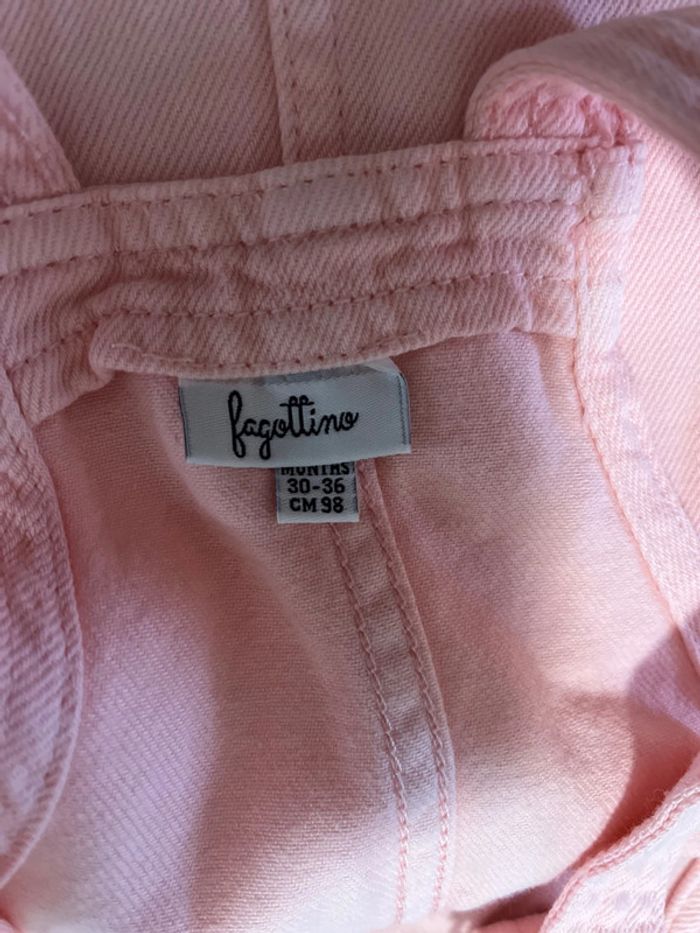 fagottino
MONTHS
30-36
CM 98